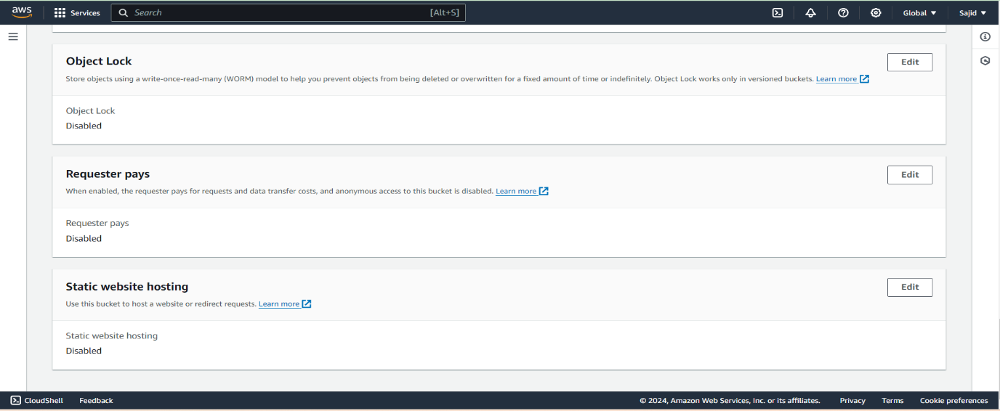 aws Services Search [Alt+S] Global Sajid
Object Lock Edit
Store objects using a write-once-read-many (WORM) model to help you prevent objects from being deleted or overwritten for a fixed amount of time or indefinitely. Object Lock works only in versioned buckets. Learn more
Object Lock
Disabled
Requester pays Edit
When enabled, the requester pays for requests and data transfer costs, and anonymous access to this bucket is disabled. Learn more
Requester pays
Disabled
Static website hosting Edit
Use this bucket to host a website or redirect requests. Learn more
Static website hosting
Disabled
CloudShell Feedback © 2024, Amazon Web Services, Inc. or its affiliates. Privacy Terms Cookie preferences